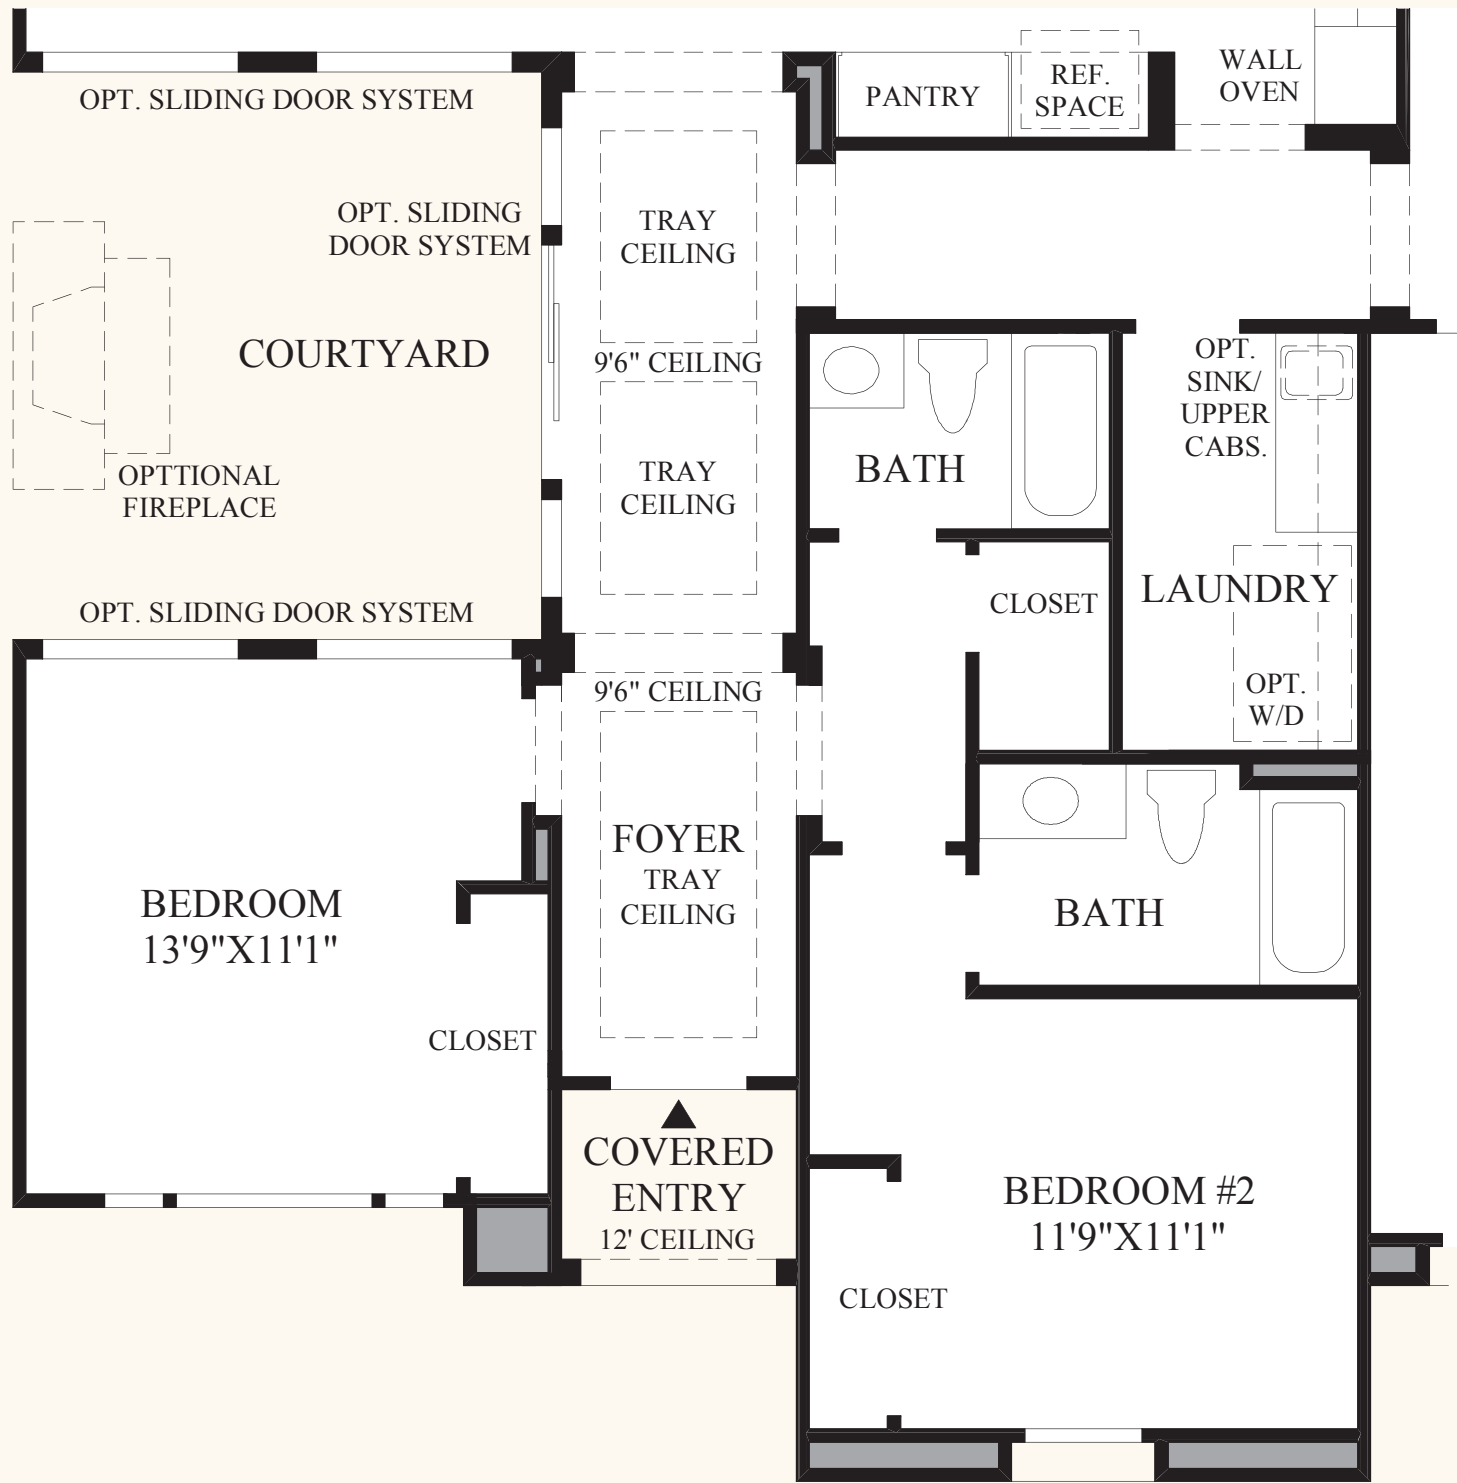 OPT. SLIDING DOOR SYSTEM
PANTRY
REF.
SPACE
WALL
OVEN
OPT. SLIDING
DOOR SYSTEM
TRAY
CEILING
COURTYARD
9'6" CEILING
OPT.
SINK/
UPPER
CABS.
OPTTIONAL
FIREPLACE
TRAY
CEILING
BATH
OPT. SLIDING DOOR SYSTEM
CLOSET
LAUNDRY
9'6" CEILING
OPT.
W/D
FOYER
TRAY
CEILING
BEDROOM
13'9"X11'1"
BATH
CLOSET
COVERED
ENTRY
12' CEILING
BEDROOM #2
11'9"X11'1"
CLOSET